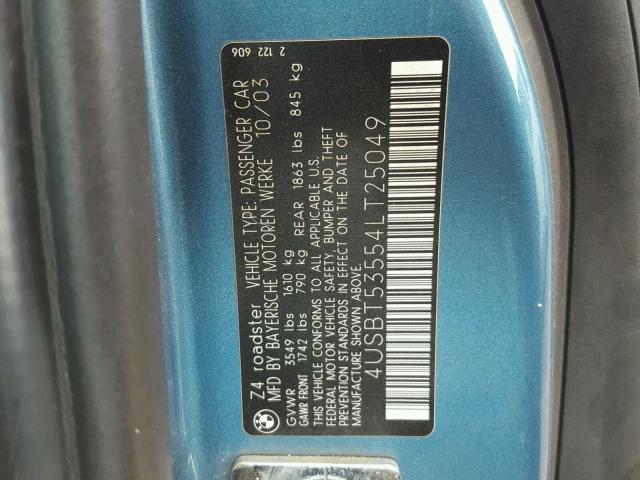 2 122 606
Z4 roadster VEHICLE TYPE: PASSENGER CAR
MFD BY BAYERISCHE MOTOREN WERKE 10/03
GVWR 3549 lbs 1610 kg
GAWR FRONT 1742 lbs 790 kg REAR 1863 lbs 845 kg
THIS VEHICLE CONFORMS TO ALL APPLICABLE U.S.
FEDERAL MOTOR VEHICLE SAFETY, BUMPER AND THEFT
PREVENTION STANDARDS IN EFFECT ON THE DATE OF
MANUFACTURE SHOWN ABOVE.
4USBT53554LT25049